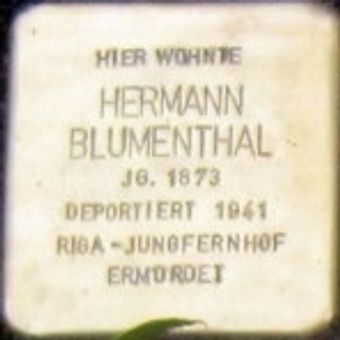 HIER WOHNTE
HERMANN
BLUMENTHAL
JG. 1873
DEPORTIERT 1941
RIGA-JUNGFERNHOF
ERMORDET